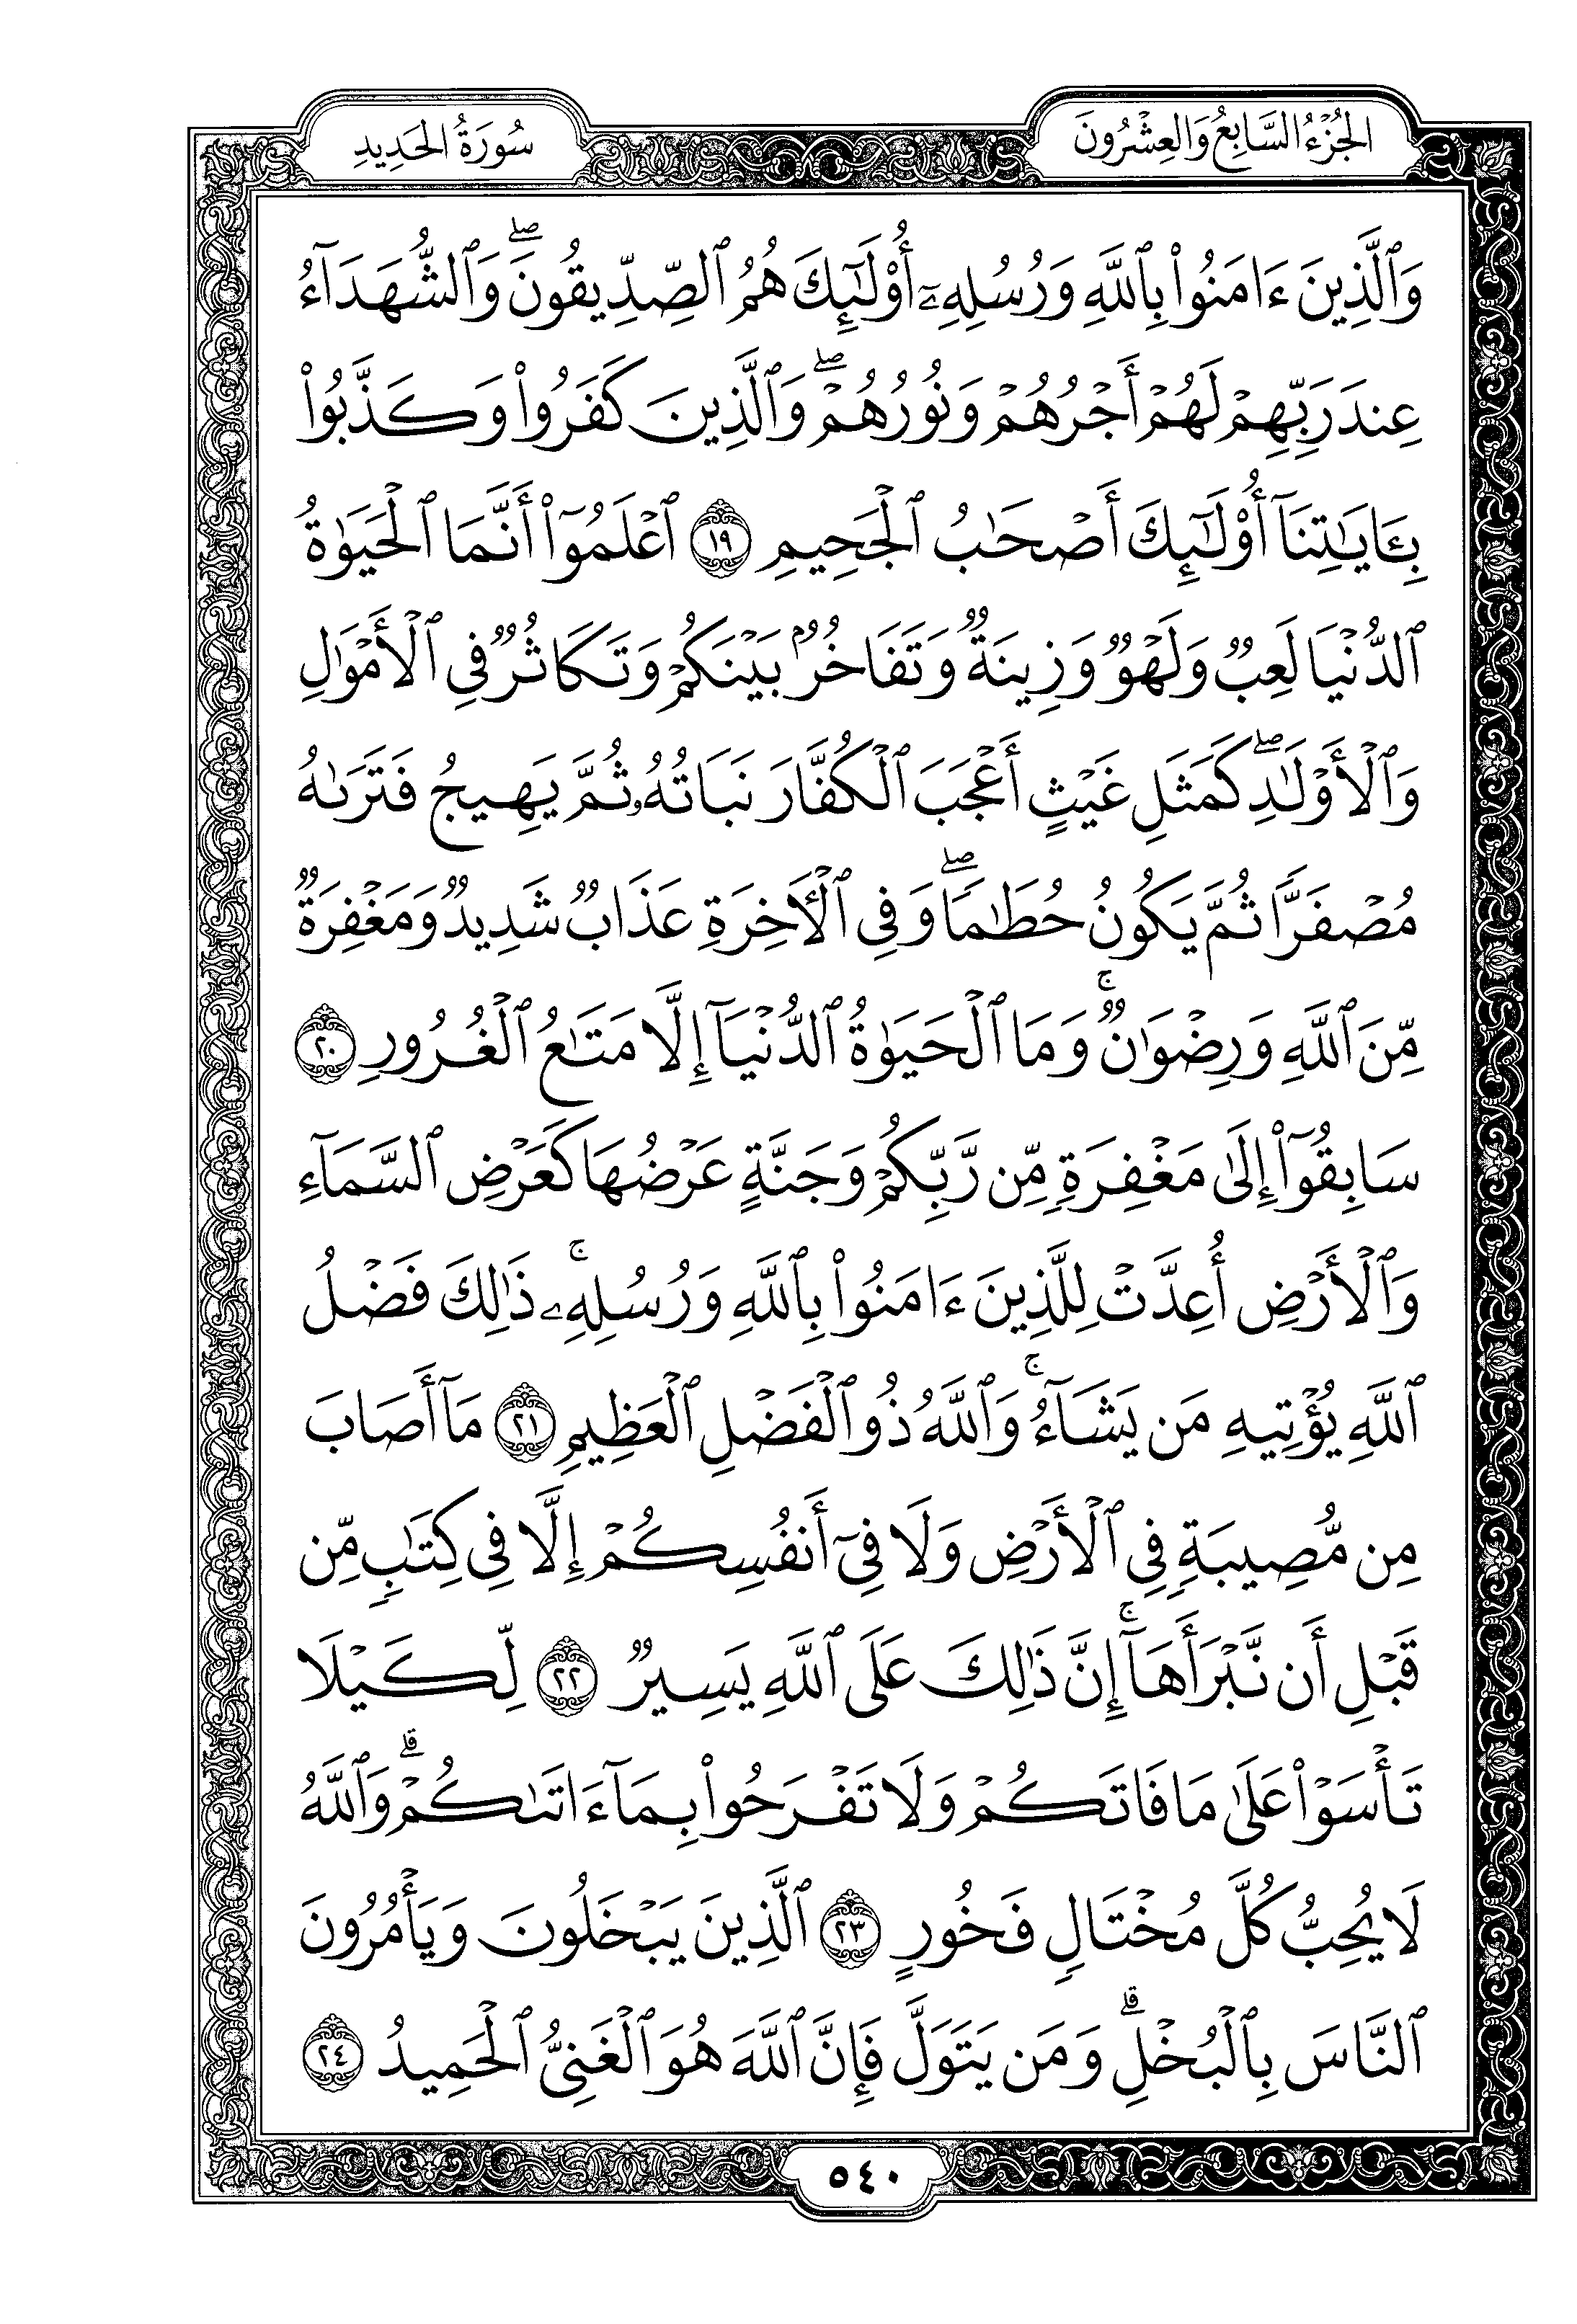 الجُزْءُ السَّابِعُ وَالعِشْرُونَ
سُورَةُ الحَدِيدِ
وَٱلَّذِينَ ءَامَنُوا۟ بِٱللَّهِ وَرُسُلِهِۦٓ أُو۟لَـٰٓئِكَ هُمُ ٱلصِّدِّيقُونَ ۖ وَٱلشُّهَدَآءُ
عِندَ رَبِّهِمْ لَهُمْ أَجْرُهُمْ وَنُورُهُمْ ۖ وَٱلَّذِينَ كَفَرُوا۟ وَكَذَّبُوا۟
بِـَٔايَـٰتِنَآ أُو۟لَـٰٓئِكَ أَصْحَـٰبُ ٱلْجَحِيمِ ١٩ ٱعْلَمُوٓا۟ أَنَّمَا ٱلْحَيَوٰةُ
ٱلدُّنْيَا لَعِبٌ وَلَهْوٌ وَزِينَةٌ وَتَفَاخُرٌۢ بَيْنَكُمْ وَتَكَاثُرٌ فِى ٱلْأَمْوَٰلِ
وَٱلْأَوْلَـٰدِ ۖ كَمَثَلِ غَيْثٍ أَعْجَبَ ٱلْكُفَّارَ نَبَاتُهُۥ ثُمَّ يَهِيجُ فَتَرَىٰهُ
مُصْفَرًّا ثُمَّ يَكُونُ حُطَـٰمًا ۖ وَفِى ٱلْـَٔاخِرَةِ عَذَابٌ شَدِيدٌ وَمَغْفِرَةٌ
مِّنَ ٱللَّهِ وَرِضْوَٰنٌ ۚ وَمَا ٱلْحَيَوٰةُ ٱلدُّنْيَآ إِلَّا مَتَـٰعُ ٱلْغُرُورِ ٢٠
سَابِقُوٓا۟ إِلَىٰ مَغْفِرَةٍ مِّن رَّبِّكُمْ وَجَنَّةٍ عَرْضُهَا كَعَرْضِ ٱلسَّمَآءِ
وَٱلْأَرْضِ أُعِدَّتْ لِلَّذِينَ ءَامَنُوا۟ بِٱللَّهِ وَرُسُلِهِۦ ۚ ذَٰلِكَ فَضْلُ
ٱللَّهِ يُؤْتِيهِ مَن يَشَآءُ ۚ وَٱللَّهُ ذُو ٱلْفَضْلِ ٱلْعَظِيمِ ٢١ مَآ أَصَابَ
مِن مُّصِيبَةٍ فِى ٱلْأَرْضِ وَلَا فِىٓ أَنفُسِكُمْ إِلَّا فِى كِتَـٰبٍ مِّن
قَبْلِ أَن نَّبْرَأَهَآ ۚ إِنَّ ذَٰلِكَ عَلَى ٱللَّهِ يَسِيرٌ ٢٢ لِّكَيْلَا
تَأْسَوْا۟ عَلَىٰ مَا فَاتَكُمْ وَلَا تَفْرَحُوا۟ بِمَآ ءَاتَىٰكُمْ ۗ وَٱللَّهُ
لَا يُحِبُّ كُلَّ مُخْتَالٍ فَخُورٍ ٢٣ ٱلَّذِينَ يَبْخَلُونَ وَيَأْمُرُونَ
ٱلنَّاسَ بِٱلْبُخْلِ ۗ وَمَن يَتَوَلَّ فَإِنَّ ٱللَّهَ هُوَ ٱلْغَنِىُّ ٱلْحَمِيدُ ٢٤
٥٤٠